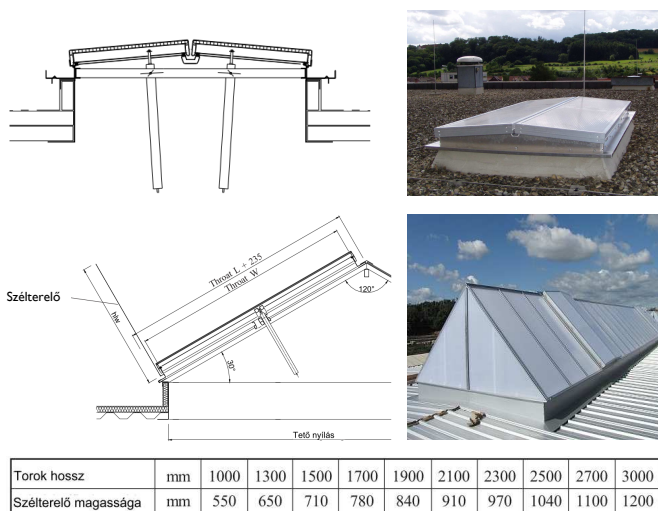 Throat L + 235
Throat W
120°
Szélterelő
hlw
30°
Tető nyílás
Torok hossz mm 1000 1300 1500 1700 1900 2100 2300 2500 2700 3000
Szélterelő magassága mm 550 650 710 780 840 910 970 1040 1100 1200